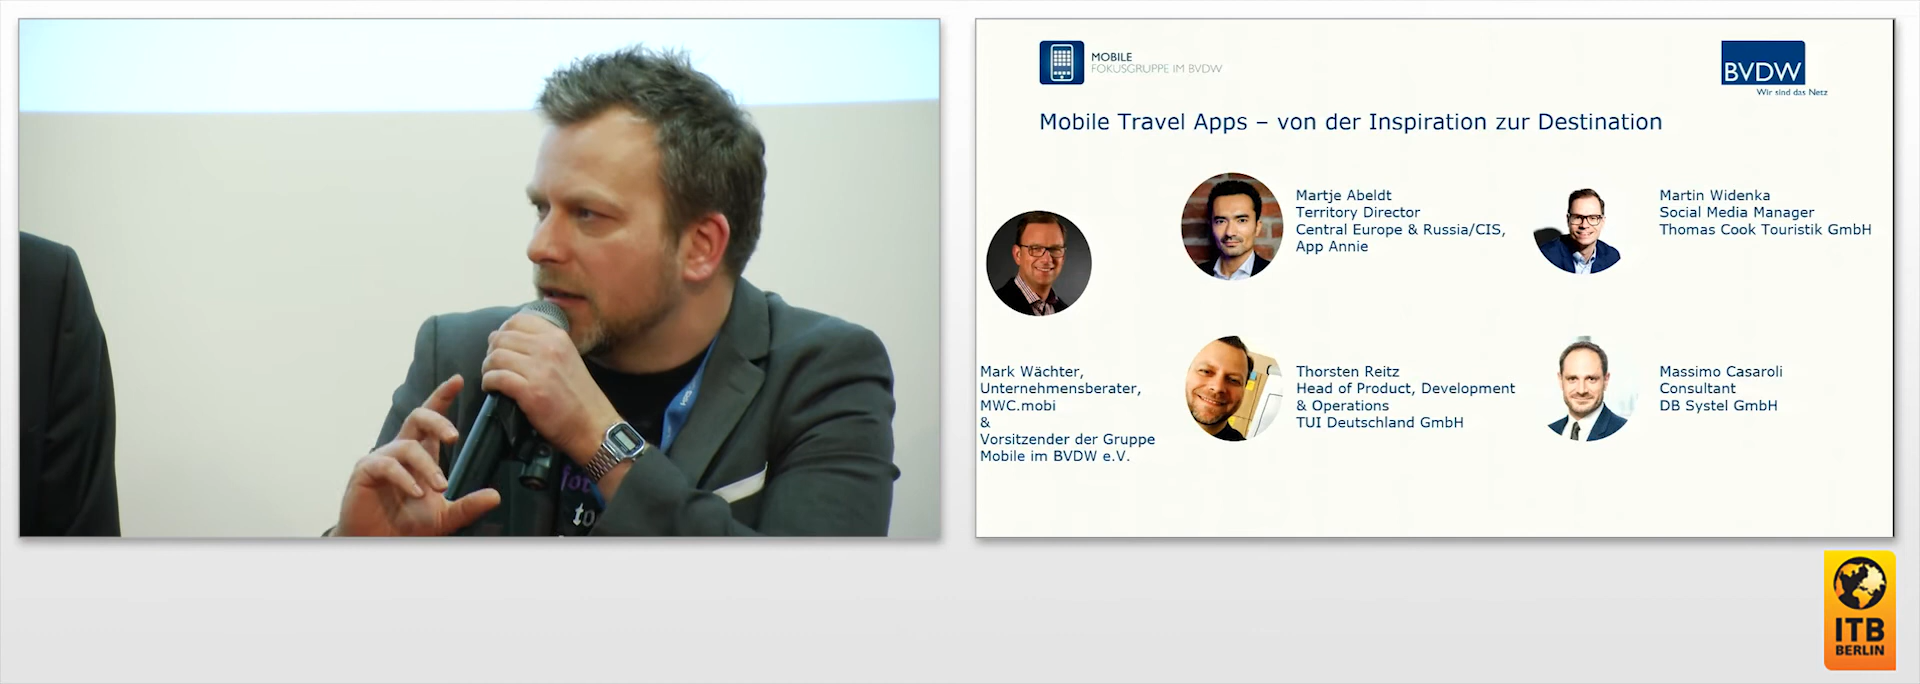 for
to
MOBILE
FOKUSGRUPPE IM BVDW
BVDW
Wir sind das Netz
Mobile Travel Apps – von der Inspiration zur Destination
Mark Wächter,
Unternehmensberater,
MWC.mobi
&
Vorsitzender der Gruppe
Mobile im BVDW e.V.
Martje Abeldt
Territory Director
Central Europe & Russia/CIS,
App Annie
Martin Widenka
Social Media Manager
Thomas Cook Touristik GmbH
Thorsten Reitz
Head of Product, Development
& Operations
TUI Deutschland GmbH
Massimo Casaroli
Consultant
DB Systel GmbH
ITB
BERLIN